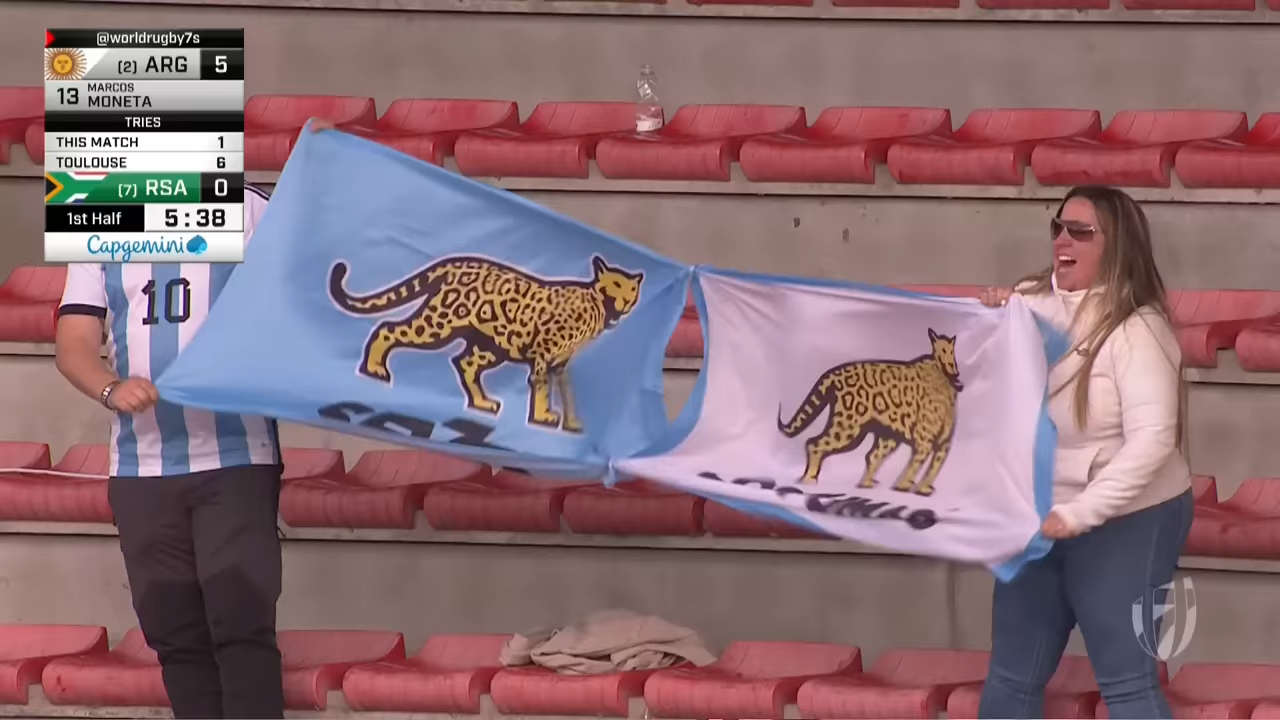 @worldrugby7s
(2) ARG 5
13 MARCOS
MONETA
TRIES
THIS MATCH 1
TOULOUSE 6
(7) RSA 0
1st Half 5:38
Capgemini
10